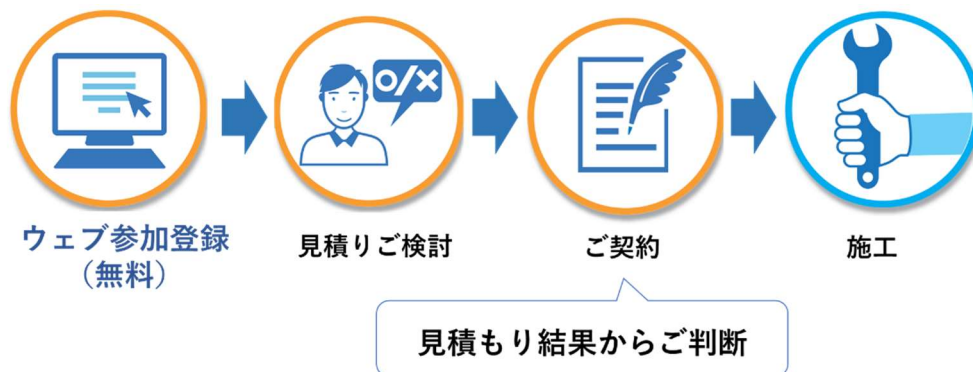 o/x
ウェブ参加登録
（無料）
見積りご検討
ご契約
施工
見積もり結果からご判断